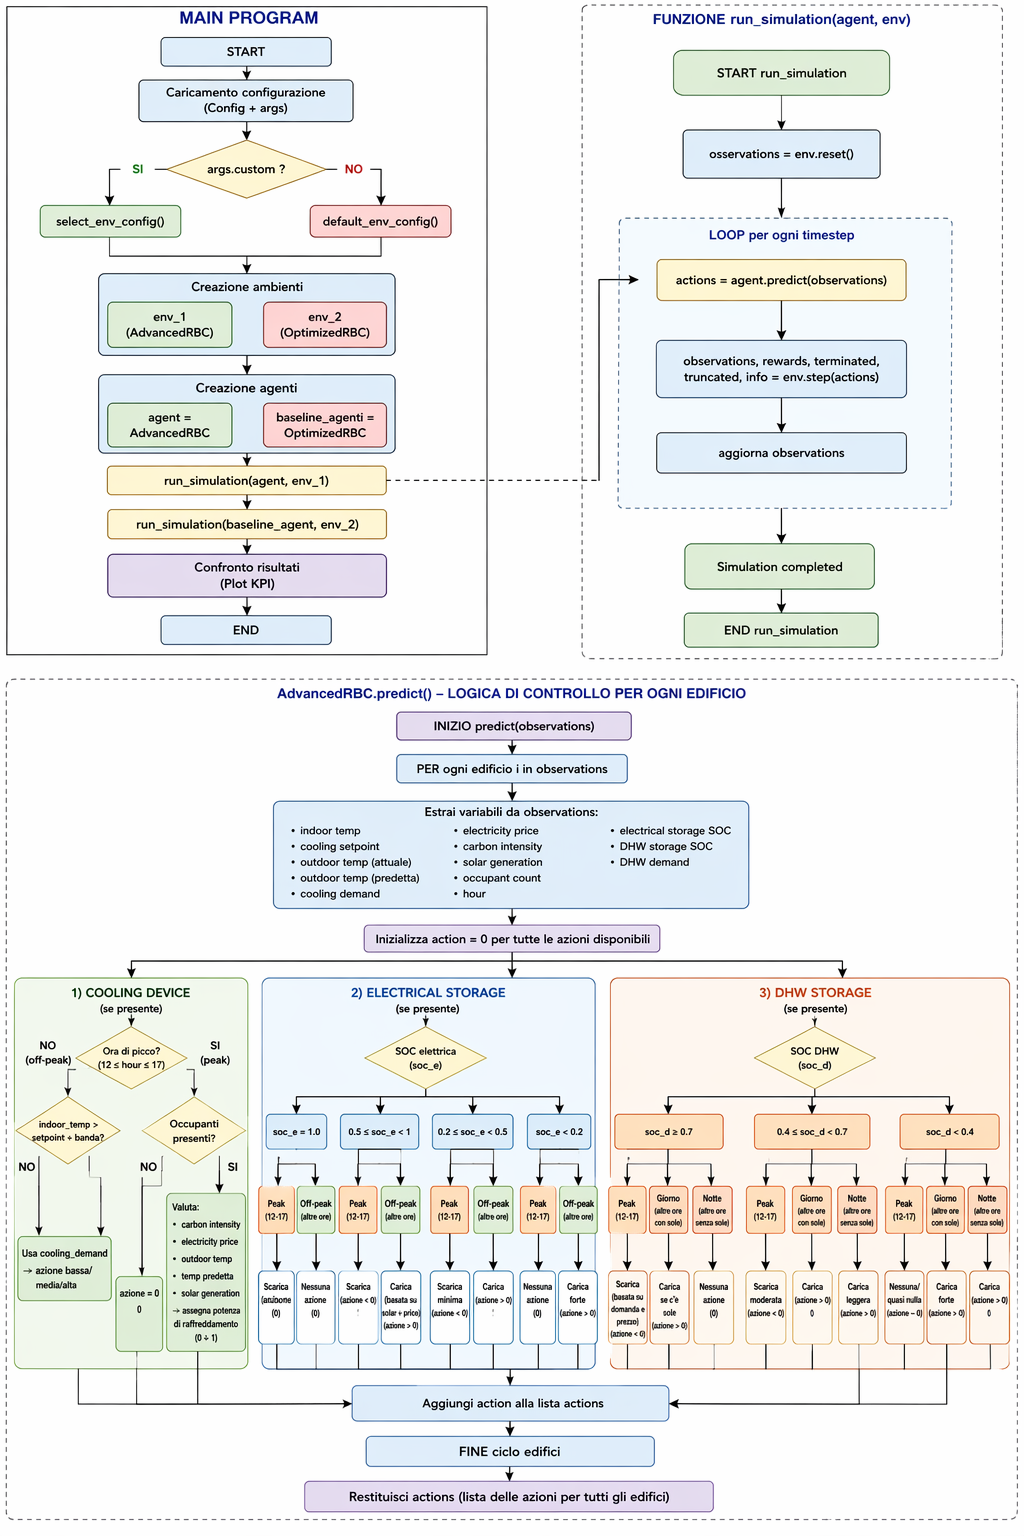 MAIN PROGRAM
START
Caricamento configurazione
(Config + args)
args.custom ?
SI
NO
select_env_config()
default_env_config()
Creazione ambienti
env_1
(AdvancedRBC)
env_2
(OptimizedRBC)
Creazione agenti
agent =
AdvancedRBC
baseline_agenti =
OptimizedRBC
run_simulation(agent, env_1)
run_simulation(baseline_agent, env_2)
Confronto risultati
(Plot KPI)
END
FUNZIONE run_simulation(agent, env)
START run_simulation
osservations = env.reset()
LOOP per ogni timestep
actions = agent.predict(observations)
observations, rewards, terminated,
truncated, info = env.step(actions)
aggiorna observations
Simulation completed
END run_simulation
AdvancedRBC.predict() – LOGICA DI CONTROLLO PER OGNI EDIFICIO
INIZIO predict(observations)
PER ogni edificio i in observations
Estrai variabili da observations:
• indoor temp
• cooling setpoint
• outdoor temp (attuale)
• outdoor temp (predetta)
• cooling demand
• electricity price
• carbon intensity
• solar generation
• occupant count
• hour
• electrical storage SOC
• DHW storage SOC
• DHW demand
Inizializza action = 0 per tutte le azioni disponibili
1) COOLING DEVICE
(se presente)
NO
(off-peak)
Ora di picco?
(12 ≤ hour ≤ 17)
SI
(peak)
indoor_temp >
setpoint ÷ banda?
Occupanti
presenti?
NO
NO
SI
Usa cooling_demand
→ azione bassa/
media/alta
azione = 0
0
Valuta:
• carbon intensity
• electricity price
• outdoor temp
• temp predetta
• solar generation
→ assegna potenza
di raffreddamento
(0 ÷ 1)
2) ELECTRICAL STORAGE
(se presente)
SOC elettrica
(soc_e)
soc_e = 1.0
0.5 ≤ soc_e < 1
0.2 ≤ soc_e < 0.5
soc_e < 0.2
Peak
(12-17)
Off-peak
(altre ore)
Peak
(12-17)
Off-peak
(altre ore)
Peak
(12-17)
Off-peak
(altre ore)
Peak
(12-17)
Off-peak
(altre ore)
Scarica
(0)
Nessuna
azione
(0)
Scarica
(azione < 0)
Carica
(basata su
solar + price)
(azione > 0)
Scarica
minima
(azione < 0)
Carica
(azione > 0)
Nessuna
azione
(0)
Carica
forte
(azione > 0)
3) DHW STORAGE
(se presente)
SOC DHW
(soc_d)
soc_d ≥ 0.7
0.4 ≤ soc_d < 0.7
soc_d < 0.4
Peak
(12-17)
Giorno
(altre ore
con sole)
Notte
(altre ore
senza sole)
Peak
(12-17)
Giorno
(altre ore
con sole)
Notte
(altre ore
senza sole)
Peak
(12-17)
Giorno
(altre ore
con sole)
Notte
(altre ore
senza sole)
Scarica
(basata su
domanda e
prezzo)
(azione < 0)
Carica
se c'è
sole
(azione > 0)
Nessuna
azione
(0)
Scarica
moderata
(azione < 0)
Carica
(azione > 0)
0
Carica
leggera
(azione > 0)
Nessuna/
quasi nulla
(azione ~ 0)
Carica
forte
(azione > 0)
Carica
(azione > 0)
0
Aggiungi action alla lista actions
FINE ciclo edifici
Restituisci actions (lista delle azioni per tutti gli edifici)